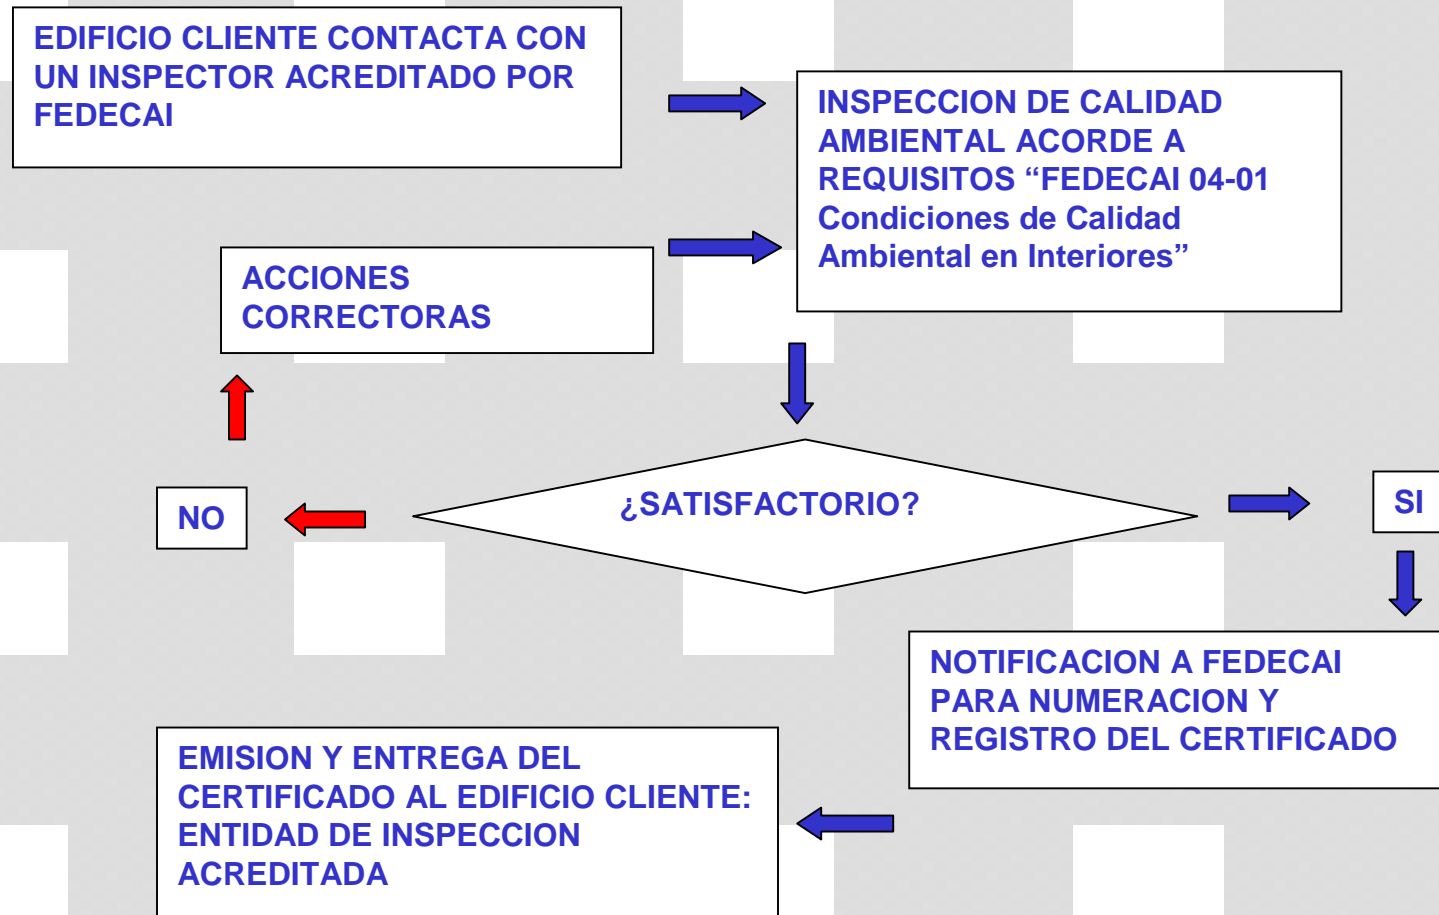 EDIFICIO CLIENTE CONTACTA CON
UN INSPECTOR ACREDITADO POR
FEDECAI
INSPECCION DE CALIDAD
AMBIENTAL ACORDE A
REQUISITOS “FEDECAI 04-01
Condiciones de Calidad
Ambiental en Interiores”
ACCIONES
CORRECTORAS
¿SATISFACTORIO?
NO
SI
NOTIFICACION A FEDECAI
PARA NUMERACION Y
REGISTRO DEL CERTIFICADO
EMISION Y ENTREGA DEL
CERTIFICADO AL EDIFICIO CLIENTE:
ENTIDAD DE INSPECCION
ACREDITADA